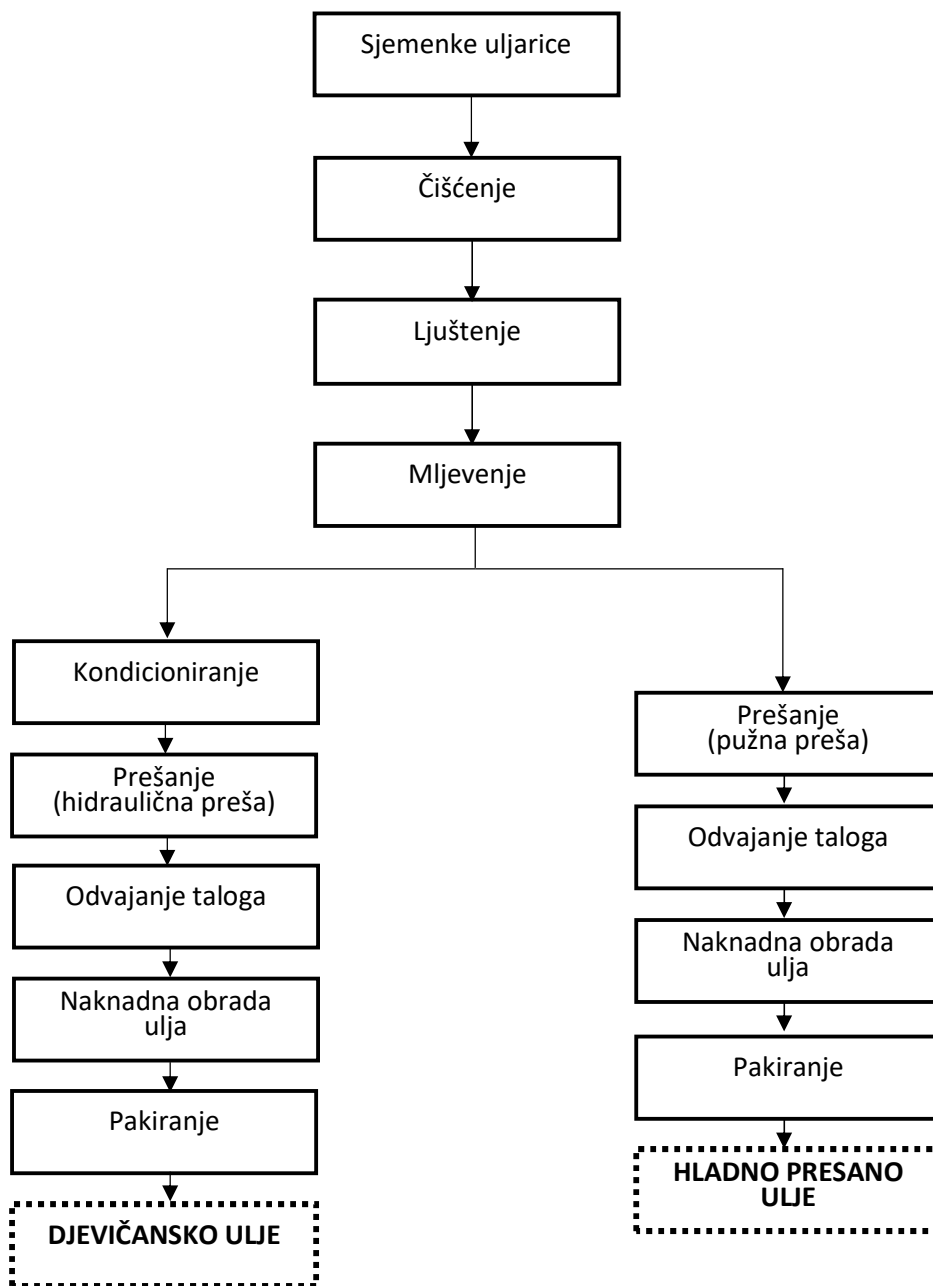 Sjemenke uljarice
Čišćenje
Ljuštenje
Mljevenje
Kondicioniranje
Prešanje
(hidraulična preša)
Odvajanje taloga
Naknadna obrada
ulja
Pakiranje
DJEVIČANSKO ULJE
Prešanje
(pužna preša)
Odvajanje taloga
Naknadna obrada
ulja
Pakiranje
HLADNO PRESANO
ULJE